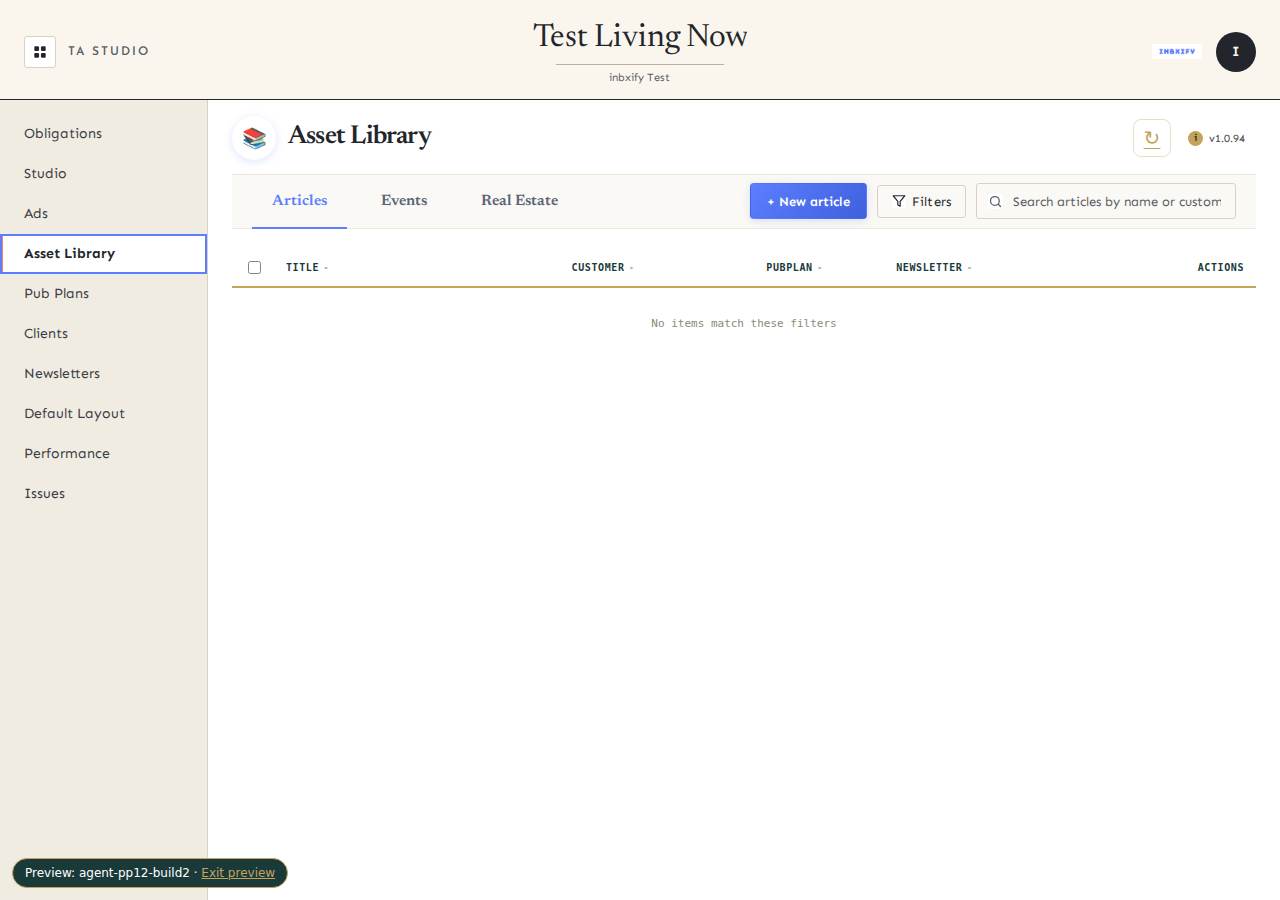 TA STUDIO
Test Living Now
inbxify Test
INBXIFY
I
Obligations
Studio
Ads
Asset Library
Pub Plans
Clients
Newsletters
Default Layout
Performance
Issues
Asset Library
v1.0.94
Articles
Events
Real Estate
+ New article
Filters
Search articles by name or custom
TITLE -
CUSTOMER -
PUBPLAN -
NEWSLETTER -
ACTIONS
No items match these filters
Preview: agent-pp12-build2 · Exit preview